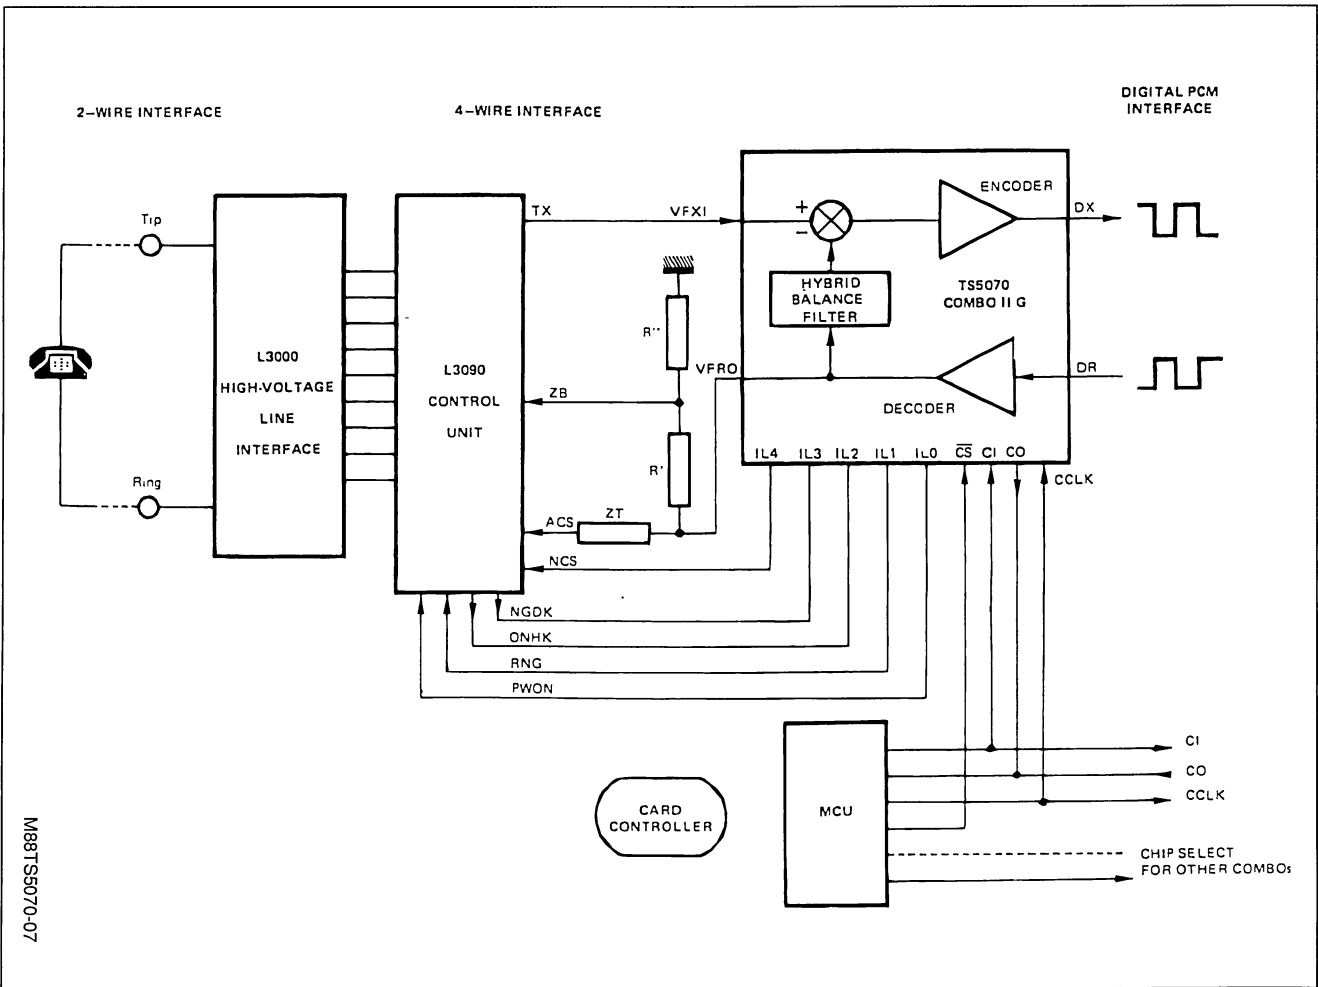 2-WIRE INTERFACE
4-WIRE INTERFACE
DIGITAL PCM
INTERFACE
Tip
Ring
L3000
HIGH-VOLTAGE
LINE
INTERFACE
L3090
CONTROL
UNIT
TX
VFXI
+
−
ENCODER
DX
HYBRID
BALANCE
FILTER
TS5070
COMBO II G
R''
VFRO
DR
DECODER
ZB
R'
IL4
IL3
IL2
IL1
IL0
CS
CI
CO
CCLK
ACS
ZT
NCS
NGDK
ONHK
RNG
PWON
MCU
CI
CO
CCLK
CHIP SELECT
FOR OTHER COMBOs
CARD
CONTROLLER
M88TS5070-07